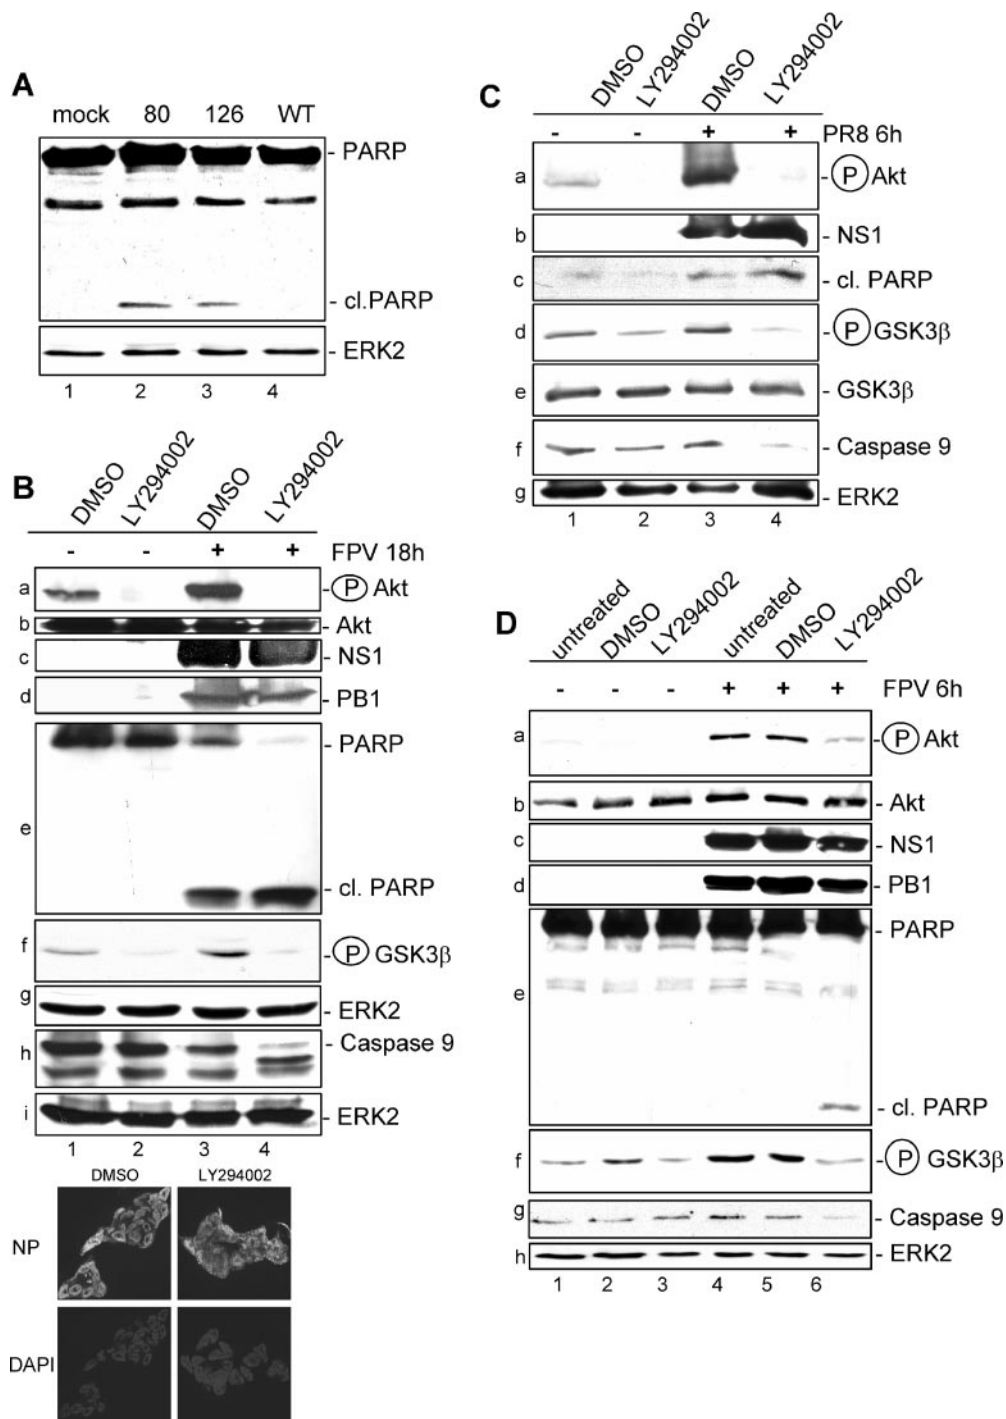 A
mock 80 126 WT
- PARP
- cl.PARP
- ERK2
1 2 3 4
B
DMSO LY294002 DMSO LY294002
- - + + FPV 18h
a - P Akt
b - Akt
c - NS1
d - PB1
- PARP
e
- cl. PARP
f - P GSK3β
g - ERK2
h - Caspase 9
i - ERK2
1 2 3 4
DMSO LY294002
NP
DAPI
C
DMSO LY294002 DMSO LY294002
- - + + PR8 6h
a - P Akt
b - NS1
c - cl. PARP
d - P GSK3β
e - GSK3β
f - Caspase 9
g - ERK2
1 2 3 4
D
untreated DMSO LY294002 untreated DMSO LY294002
- - - + + + FPV 6h
a - P Akt
b - Akt
c - NS1
d - PB1
- PARP
e
- cl. PARP
f - P GSK3β
g - Caspase 9
h - ERK2
1 2 3 4 5 6